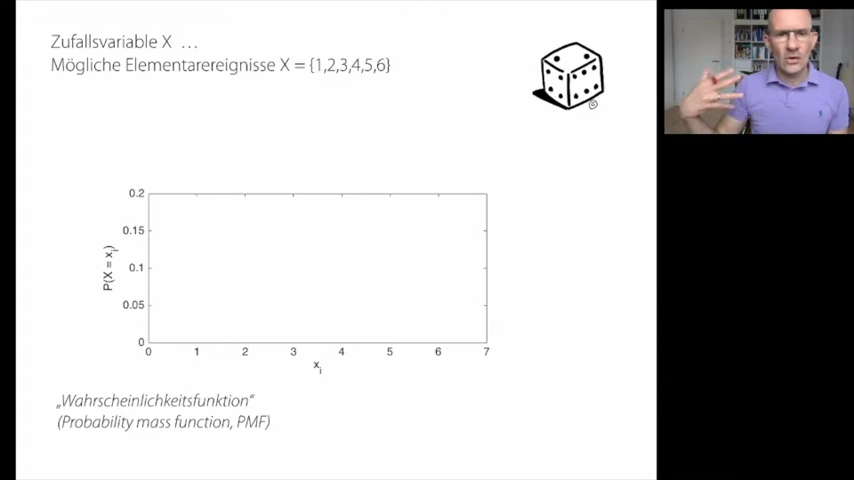 Zufallsvariable X …
Mögliche Elementarereignisse X = {1,2,3,4,5,6}
0.2
0.15
0.1
0.05
0
P(X = xi)
0 1 2 3 4 5 6 7
xi
„Wahrscheinlichkeitsfunktion“
(Probability mass function, PMF)